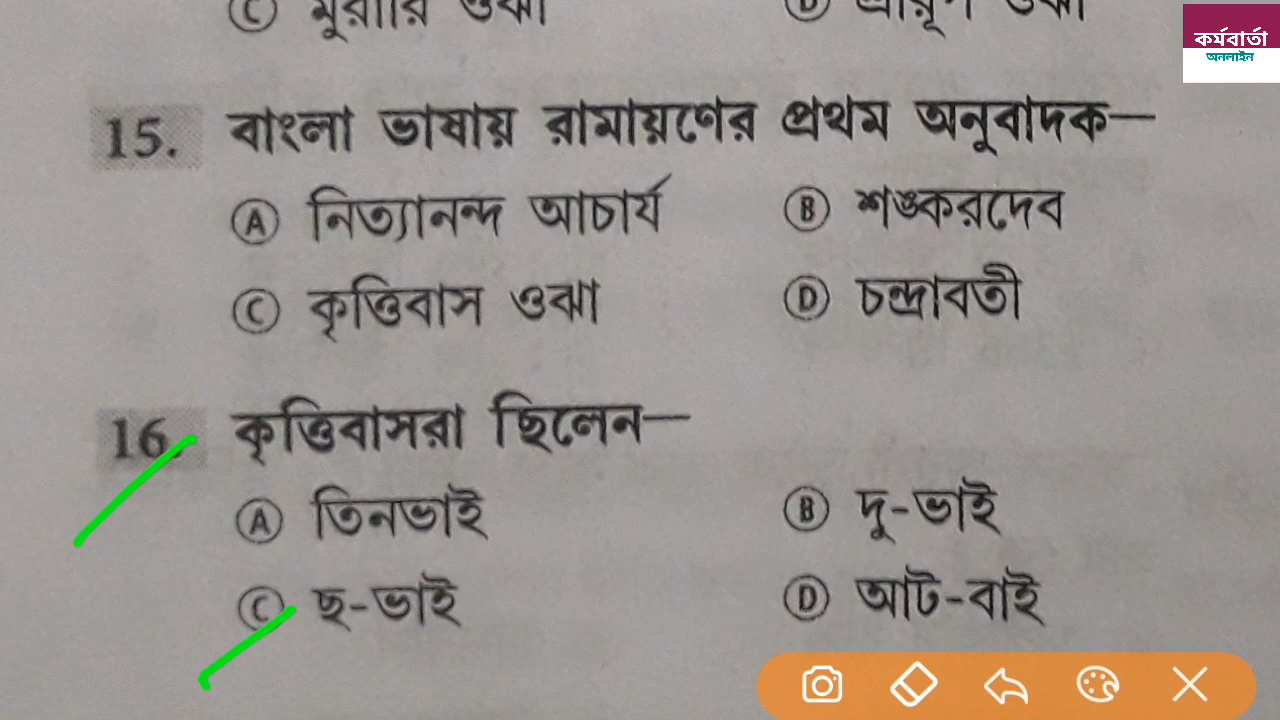 কর্মবার্তা
অনলাইন
15. বাংলা ভাষায় রামায়ণের প্রথম অনুবাদক—
Ⓐ নিত্যানন্দ আচার্য Ⓑ শঙ্করদেব
Ⓒ কৃত্তিবাস ওঝা Ⓓ চন্দ্রাবতী
16. কৃত্তিবাসরা ছিলেন—
Ⓐ তিনভাই Ⓑ দু-ভাই
Ⓒ ছ-ভাই Ⓓ আট-বাই